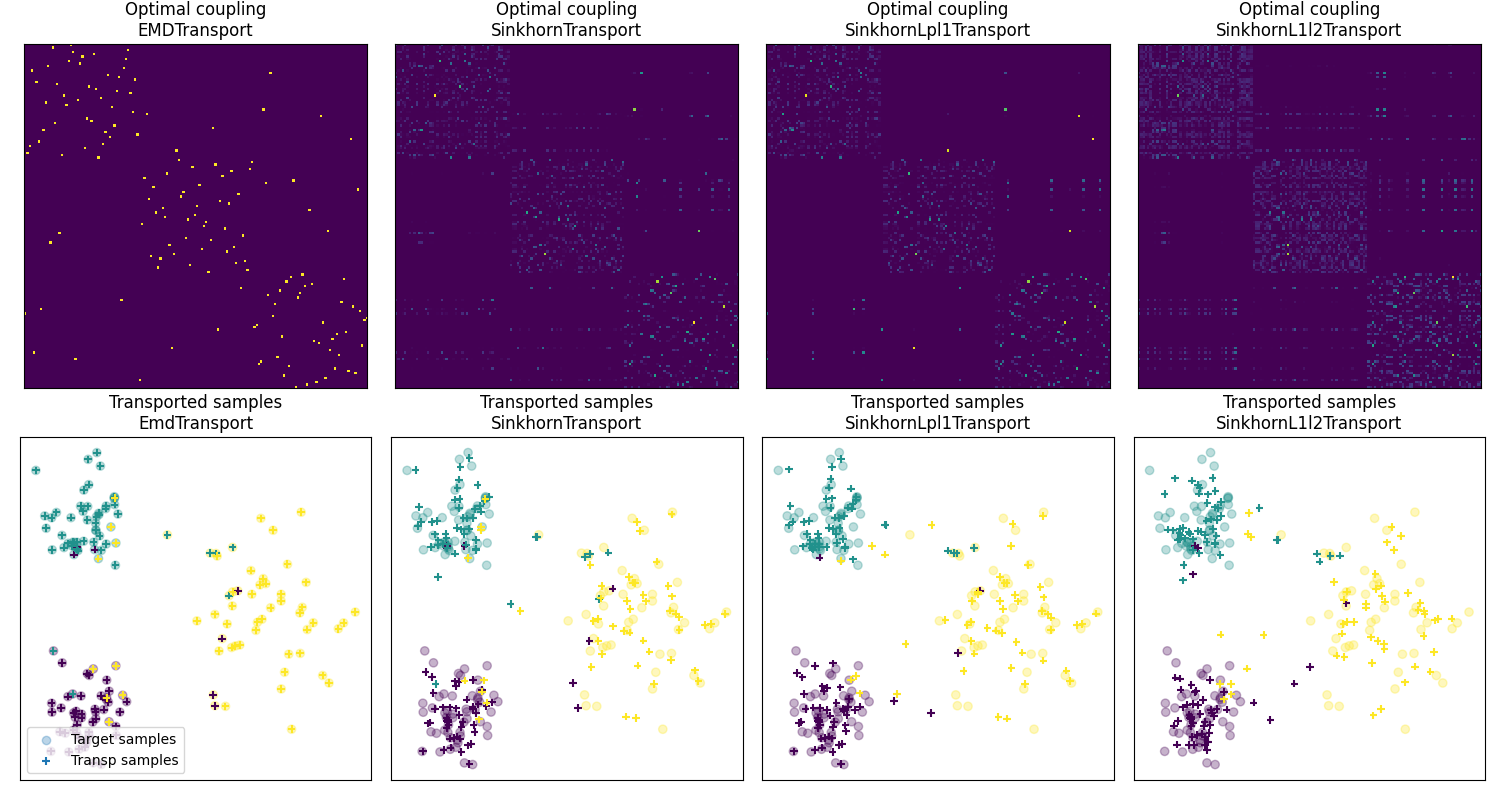 Optimal coupling
EMDTransport
Optimal coupling
SinkhornTransport
Optimal coupling
SinkhornLpl1Transport
Optimal coupling
SinkhornL1l2Transport
Transported samples
EmdTransport
Transported samples
SinkhornTransport
Transported samples
SinkhornLpl1Transport
Transported samples
SinkhornL1l2Transport
Target samples
Transp samples